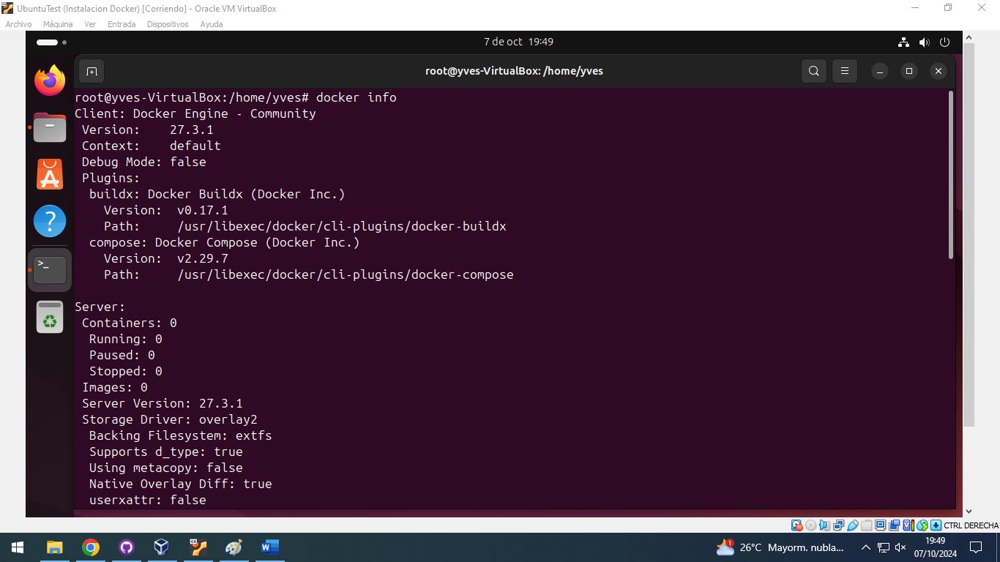 UbuntuTest (Instalacion Docker) [Corriendo] - Oracle VM VirtualBox
Archivo Máquina Ver Entrada Dispositivos Ayuda
7 de oct 19:49
root@yves-VirtualBox: /home/yves
root@yves-VirtualBox:/home/yves# docker info
Client: Docker Engine - Community
Version: 27.3.1
Context: default
Debug Mode: false
Plugins:
buildx: Docker Buildx (Docker Inc.)
Version: v0.17.1
Path: /usr/libexec/docker/cli-plugins/docker-buildx
compose: Docker Compose (Docker Inc.)
Version: v2.29.7
Path: /usr/libexec/docker/cli-plugins/docker-compose
Server:
Containers: 0
Running: 0
Paused: 0
Stopped: 0
Images: 0
Server Version: 27.3.1
Storage Driver: overlay2
Backing Filesystem: extfs
Supports d_type: true
Using metacopy: false
Native Overlay Diff: true
userxattr: false
CTRL DERECHA
26°C Mayorm. nubla...
19:49
07/10/2024